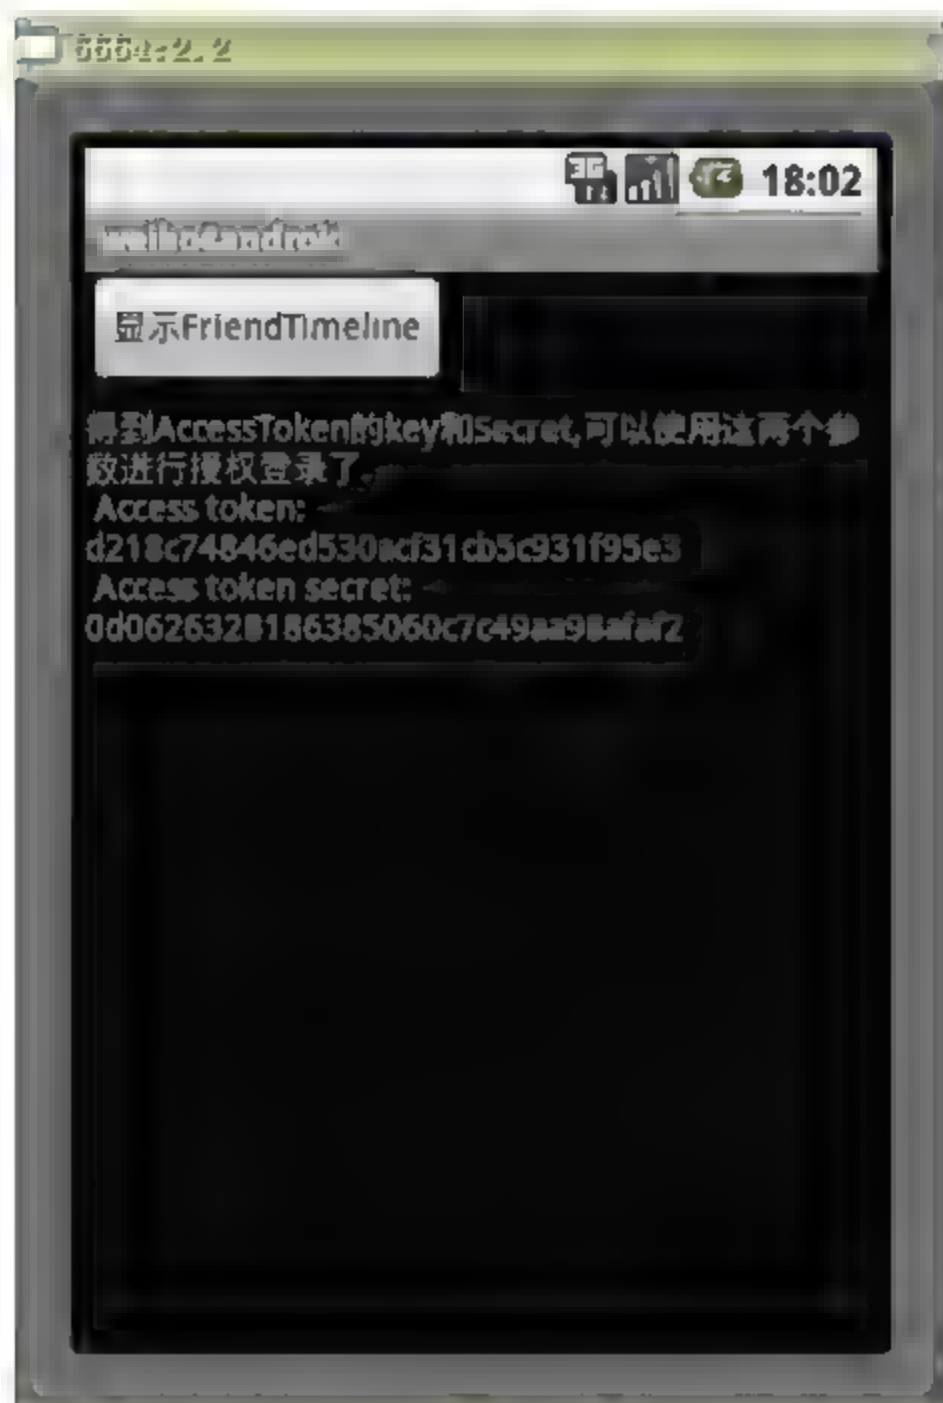 5554:2.2
3G
18:02
weibo4android
显示FriendTimeline
得到AccessToken的key和Secret,可以使用这两个参
数进行授权登录了。
Access token:
d218c74846ed530acf31cb5c931f95e3
Access token secret:
0d0626328186385060c7c49aa98afaf2